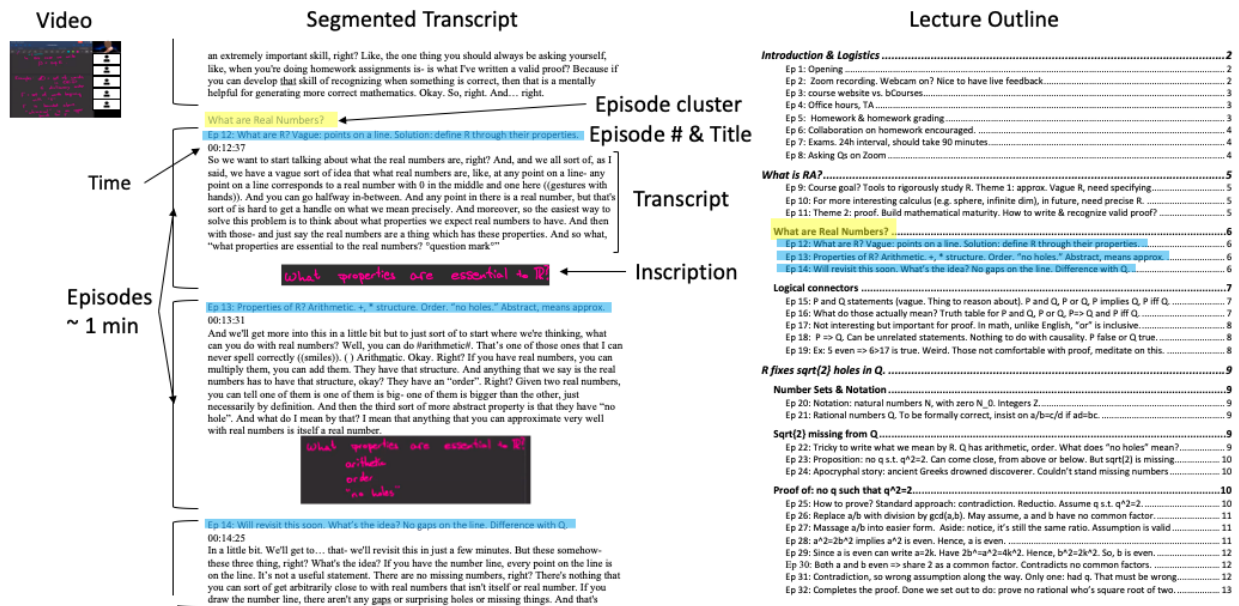 Video
Segmented Transcript
Lecture Outline
an extremely important skill, right? Like, the one thing you should always be asking yourself,
like, when you're doing homework assignments is- is what I've written a valid proof? Because if
you can develop that skill of recognizing when something is correct, then that is a mentally
helpful for generating more correct mathematics. Okay. So, right. And… right.
What are Real Numbers?
Ep 12: What are R? Vague: points on a line. Solution: define R through their properties.
00:12:37
So we want to start talking about what the real numbers are, right? And, and we all sort of, as I
said, we have a vague sort of idea that what real numbers are, like, at any point on a line- any
point on a line corresponds to a real number with 0 in the middle and one here ((gestures with
hands)). And you can go halfway in-between. And any point in there is a real number, but that's
sort of hard to get a handle on what we mean precisely. And moreover, so the easiest way to
solve this problem is to think about what properties we expect real numbers to have. And then
with those- and just say the real numbers are a thing which has these properties. And so what,
"what properties are essential to the real numbers? °question mark°"
what properties are essential to ℝ?
Ep 13: Properties of R? Arithmetic. +, * structure. Order. "no holes." Abstract, means approx.
00:13:31
And we'll get more into this in a little bit but to just sort of to start where we're thinking, what
can you do with real numbers? Well, you can do #arithmetic#. That's one of those ones that I can
never spell correctly ((smiles)). ( ) Arithmatic. Okay. Right? If you have real numbers, you can
multiply them, you can add them. They have that structure. And anything that we say is the real
numbers has to have that structure, okay? They have an "order". Right? Given two real numbers,
you can tell one of them is one of them is big- one of them is bigger than the other, just
necessarily by definition. And then the third sort of more abstract property is that they have "no
hole". And what do I mean by that? I mean that anything that you can approximate very well
with real numbers is itself a real number.
what properties are essential to ℝ?
arithmetic
order
"no holes"
Ep 14: Will revisit this soon. What's the idea? No gaps on the line. Difference with Q.
00:14:25
In a little bit. We'll get to… that- we'll revisit this in just a few minutes. But these somehow-
these three thing, right? What's the idea? If you have the number line, every point on the line is
on the line. It's not a useful statement. There are no missing numbers, right? There's nothing that
you can sort of get arbitrarily close to with real numbers that isn't itself or real number. If you
draw the number line, there aren't any gaps or surprising holes or missing things. And that's
Episode cluster
Episode # & Title
Time
Transcript
Inscription
Episodes
~ 1 min
Introduction & Logistics 2
Ep 1: Opening 2
Ep 2: Zoom recording. Webcam on? Nice to have live feedback 2
Ep 3: course website vs. bCourses 3
Ep 4: Office hours, TA 3
Ep 5: Homework & homework grading 3
Ep 6: Collaboration on homework encouraged. 4
Ep 7: Exams. 24h interval, should take 90 minutes 4
Ep 8: Asking Qs on Zoom 4
What is RA? 5
Ep 9: Course goal? Tools to rigorously study R. Theme 1: approx. Vague R, need specifying 5
Ep 10: For more interesting calculus (e.g. sphere, infinite dim), in future, need precise R. 5
Ep 11: Theme 2: proof. Build mathematical maturity. How to write & recognize valid proof? 5
What are Real Numbers? 6
Ep 12: What are R? Vague: points on a line. Solution: define R through their properties. 6
Ep 13: Properties of R? Arithmetic. +, * structure. Order. "no holes." Abstract, means approx. 6
Ep 14: Will revisit this soon. What's the idea? No gaps on the line. Difference with Q. 6
Logical connectors 7
Ep 15: P and Q statements (vague. Thing to reason about). P and Q, P or Q, P implies Q, P iff Q. 7
Ep 16: What do those actually mean? Truth table for P and Q, P or Q, P=> Q and P iff Q. 7
Ep 17: Not interesting but important for proof. In math, unlike English, "or" is inclusive. 8
Ep 18: P => Q. Can be unrelated statements. Nothing to do with causality. P false or Q true. 8
Ep 19: Ex: 5 even => 6>17 is true. Weird. Those not comfortable with proof, meditate on this. 8
R fixes sqrt{2} holes in Q. 9
Number Sets & Notation 9
Ep 20: Notation: natural numbers N, with zero N_0. Integers Z. 9
Ep 21: Rational numbers Q. To be formally correct, insist on a/b=c/d if ad=bc. 9
Sqrt{2} missing from Q 9
Ep 22: Tricky to write what we mean by R. Q has arithmetic, order. What does "no holes" mean? 9
Ep 23: Proposition: no q s.t. q^2=2. Can come close, from above or below. But sqrt(2) is missing 10
Ep 24: Apocryphal story: ancient Greeks drowned discoverer. Couldn't stand missing numbers 10
Proof of: no q such that q^2=2 10
Ep 25: How to prove? Standard approach: contradiction. Reductio. Assume q s.t. q^2=2. 10
Ep 26: Replace a/b with division by gcd(a,b). May assume, a and b have no common factor. 11
Ep 27: Massage a/b into easier form. Aside: notice, it's still the same ratio. Assumption is valid 11
Ep 28: a^2=2b^2 implies a^2 is even. Hence, a is even. 11
Ep 29: Since a is even can write a=2k. Have 2b^=a^2=4k^2. Hence, b^2=2k^2. So, b is even. 12
Ep 30: Both a and b even => share 2 as a common factor. Contradicts no common factors. 12
Ep 31: Contradiction, so wrong assumption along the way. Only one: had q. That must be wrong 12
Ep 32: Completes the proof. Done we set out to do: prove no rational who's square root of two. 13